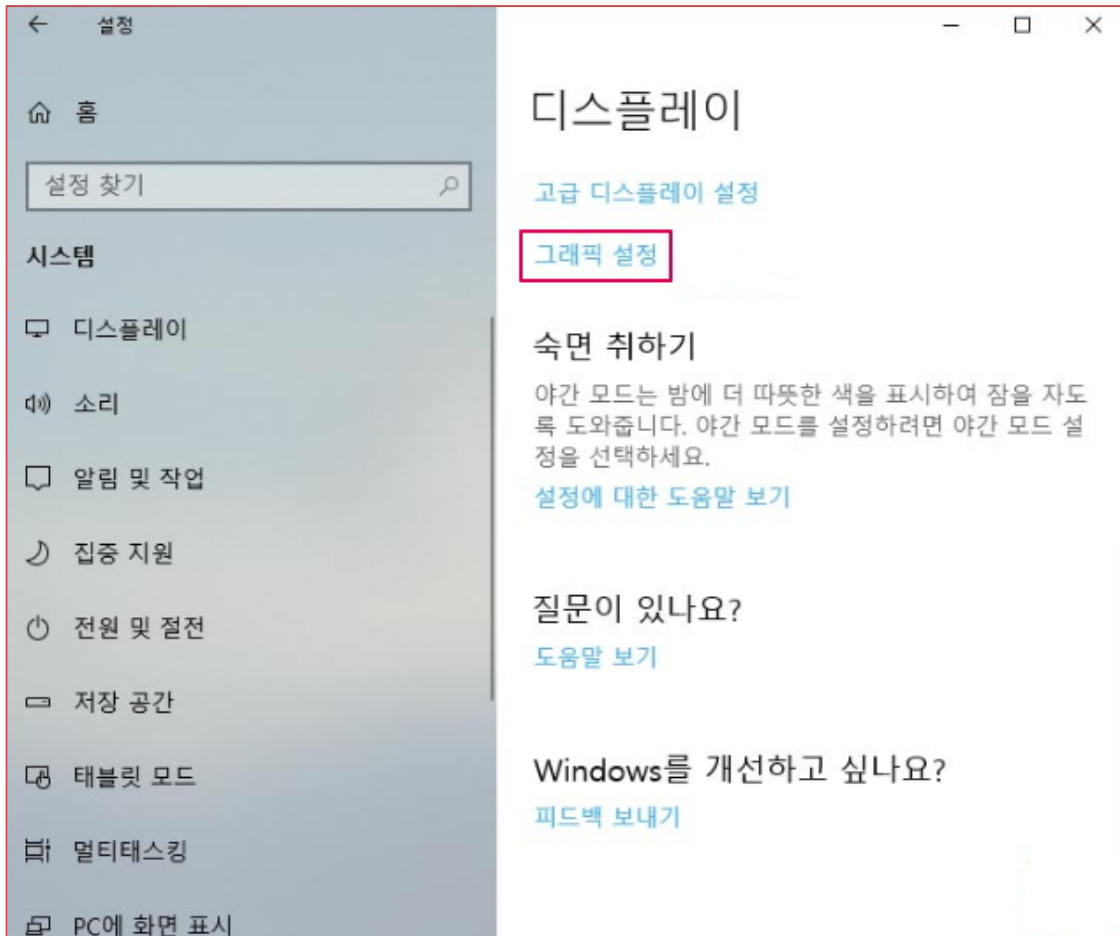 설정
홈
설정 찾기
시스템
디스플레이
소리
알림 및 작업
집중 지원
전원 및 절전
저장 공간
태블릿 모드
멀티태스킹
PC에 화면 표시
디스플레이
고급 디스플레이 설정
그래픽 설정
숙면 취하기
야간 모드는 밤에 더 따뜻한 색을 표시하여 잠을 자도
록 도와줍니다. 야간 모드를 설정하려면 야간 모드 설
정을 선택하세요.
설정에 대한 도움말 보기
질문이 있나요?
도움말 보기
Windows를 개선하고 싶나요?
피드백 보내기